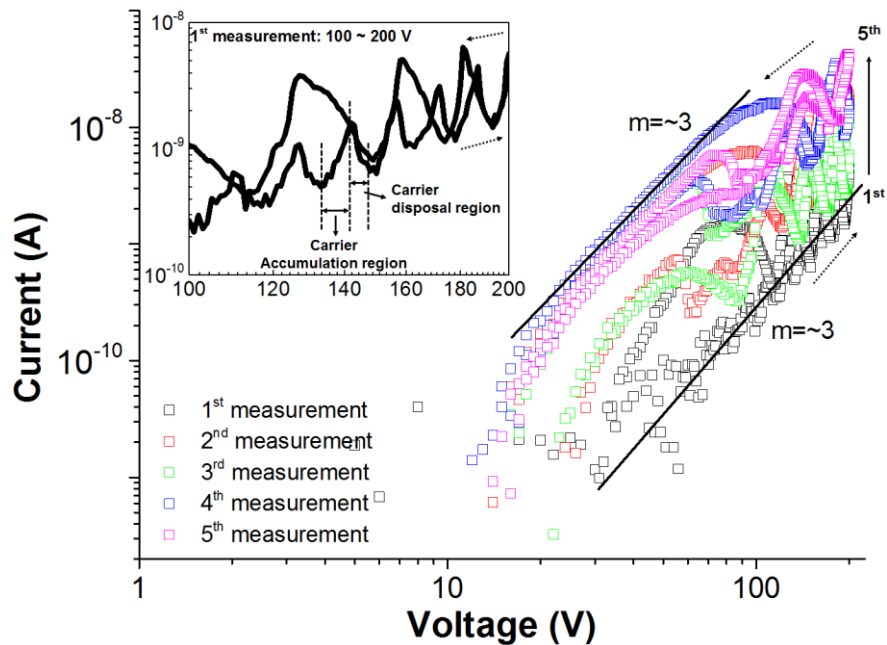 10⁻⁸
1ˢᵗ measurement: 100 ~ 200 V
10⁻⁹
Carrier
disposal region
Carrier
Accumulation region
10⁻¹⁰
100 120 140 160 180 200
5ᵗʰ
m=~3
1ˢᵗ
m=~3
10⁻⁸
10⁻¹⁰
Current (A)
1ˢᵗ measurement
2ⁿᵈ measurement
3ʳᵈ measurement
4ᵗʰ measurement
5ᵗʰ measurement
1 10 100
Voltage (V)